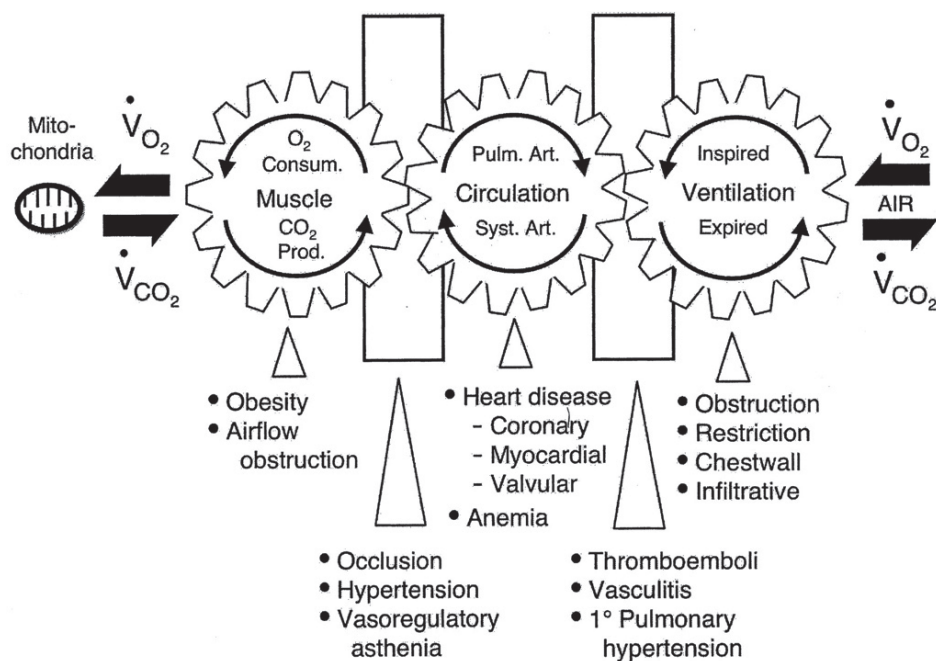 Mito-
chondria
V̇O₂
V̇CO₂
O₂
Consum.
Muscle
CO₂
Prod.
Pulm. Art.
Circulation
Syst. Art.
Inspired
Ventilation
Expired
V̇O₂
AIR
V̇CO₂
• Obesity
• Airflow
obstruction
• Occlusion
• Hypertension
• Vasoregulatory
asthenia
• Heart disease
- Coronary
- Myocardial
- Valvular
• Anemia
• Thromboemboli
• Vasculitis
• 1° Pulmonary
hypertension
• Obstruction
• Restriction
• Chestwall
• Infiltrative